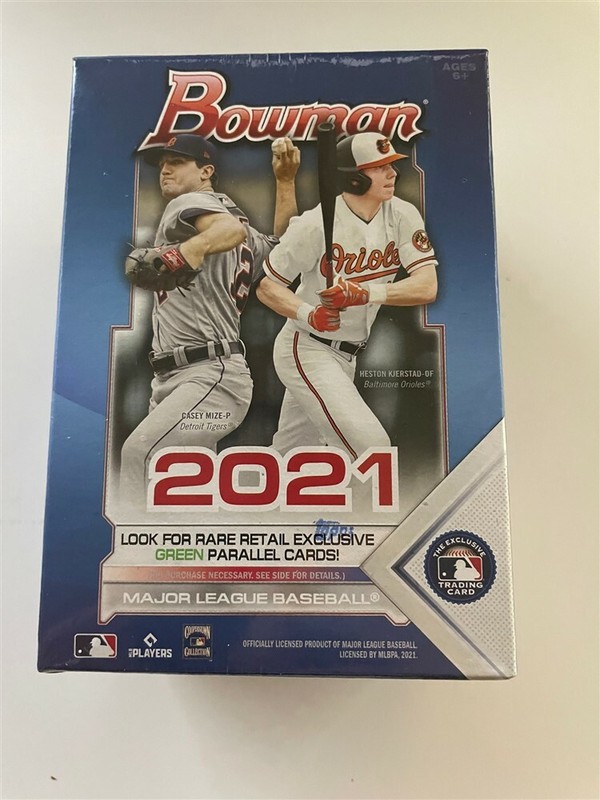 AGES
6+
Bowman®
Orioles
HESTON KJERSTAD-OF
Baltimore Orioles®
CASEY MIZE-P
Detroit Tigers®
2021
topps
LOOK FOR RARE RETAIL EXCLUSIVE
GREEN PARALLEL CARDS!
PURCHASE NECESSARY. SEE SIDE FOR DETAILS.)
MAJOR LEAGUE BASEBALL®
THE EXCLUSIVE
TRADING
CARD
PLAYERS
COOPERSTOWN
COLLECTION
OFFICIALLY LICENSED PRODUCT OF MAJOR LEAGUE BASEBALL.
LICENSED BY MLBPA, 2021.